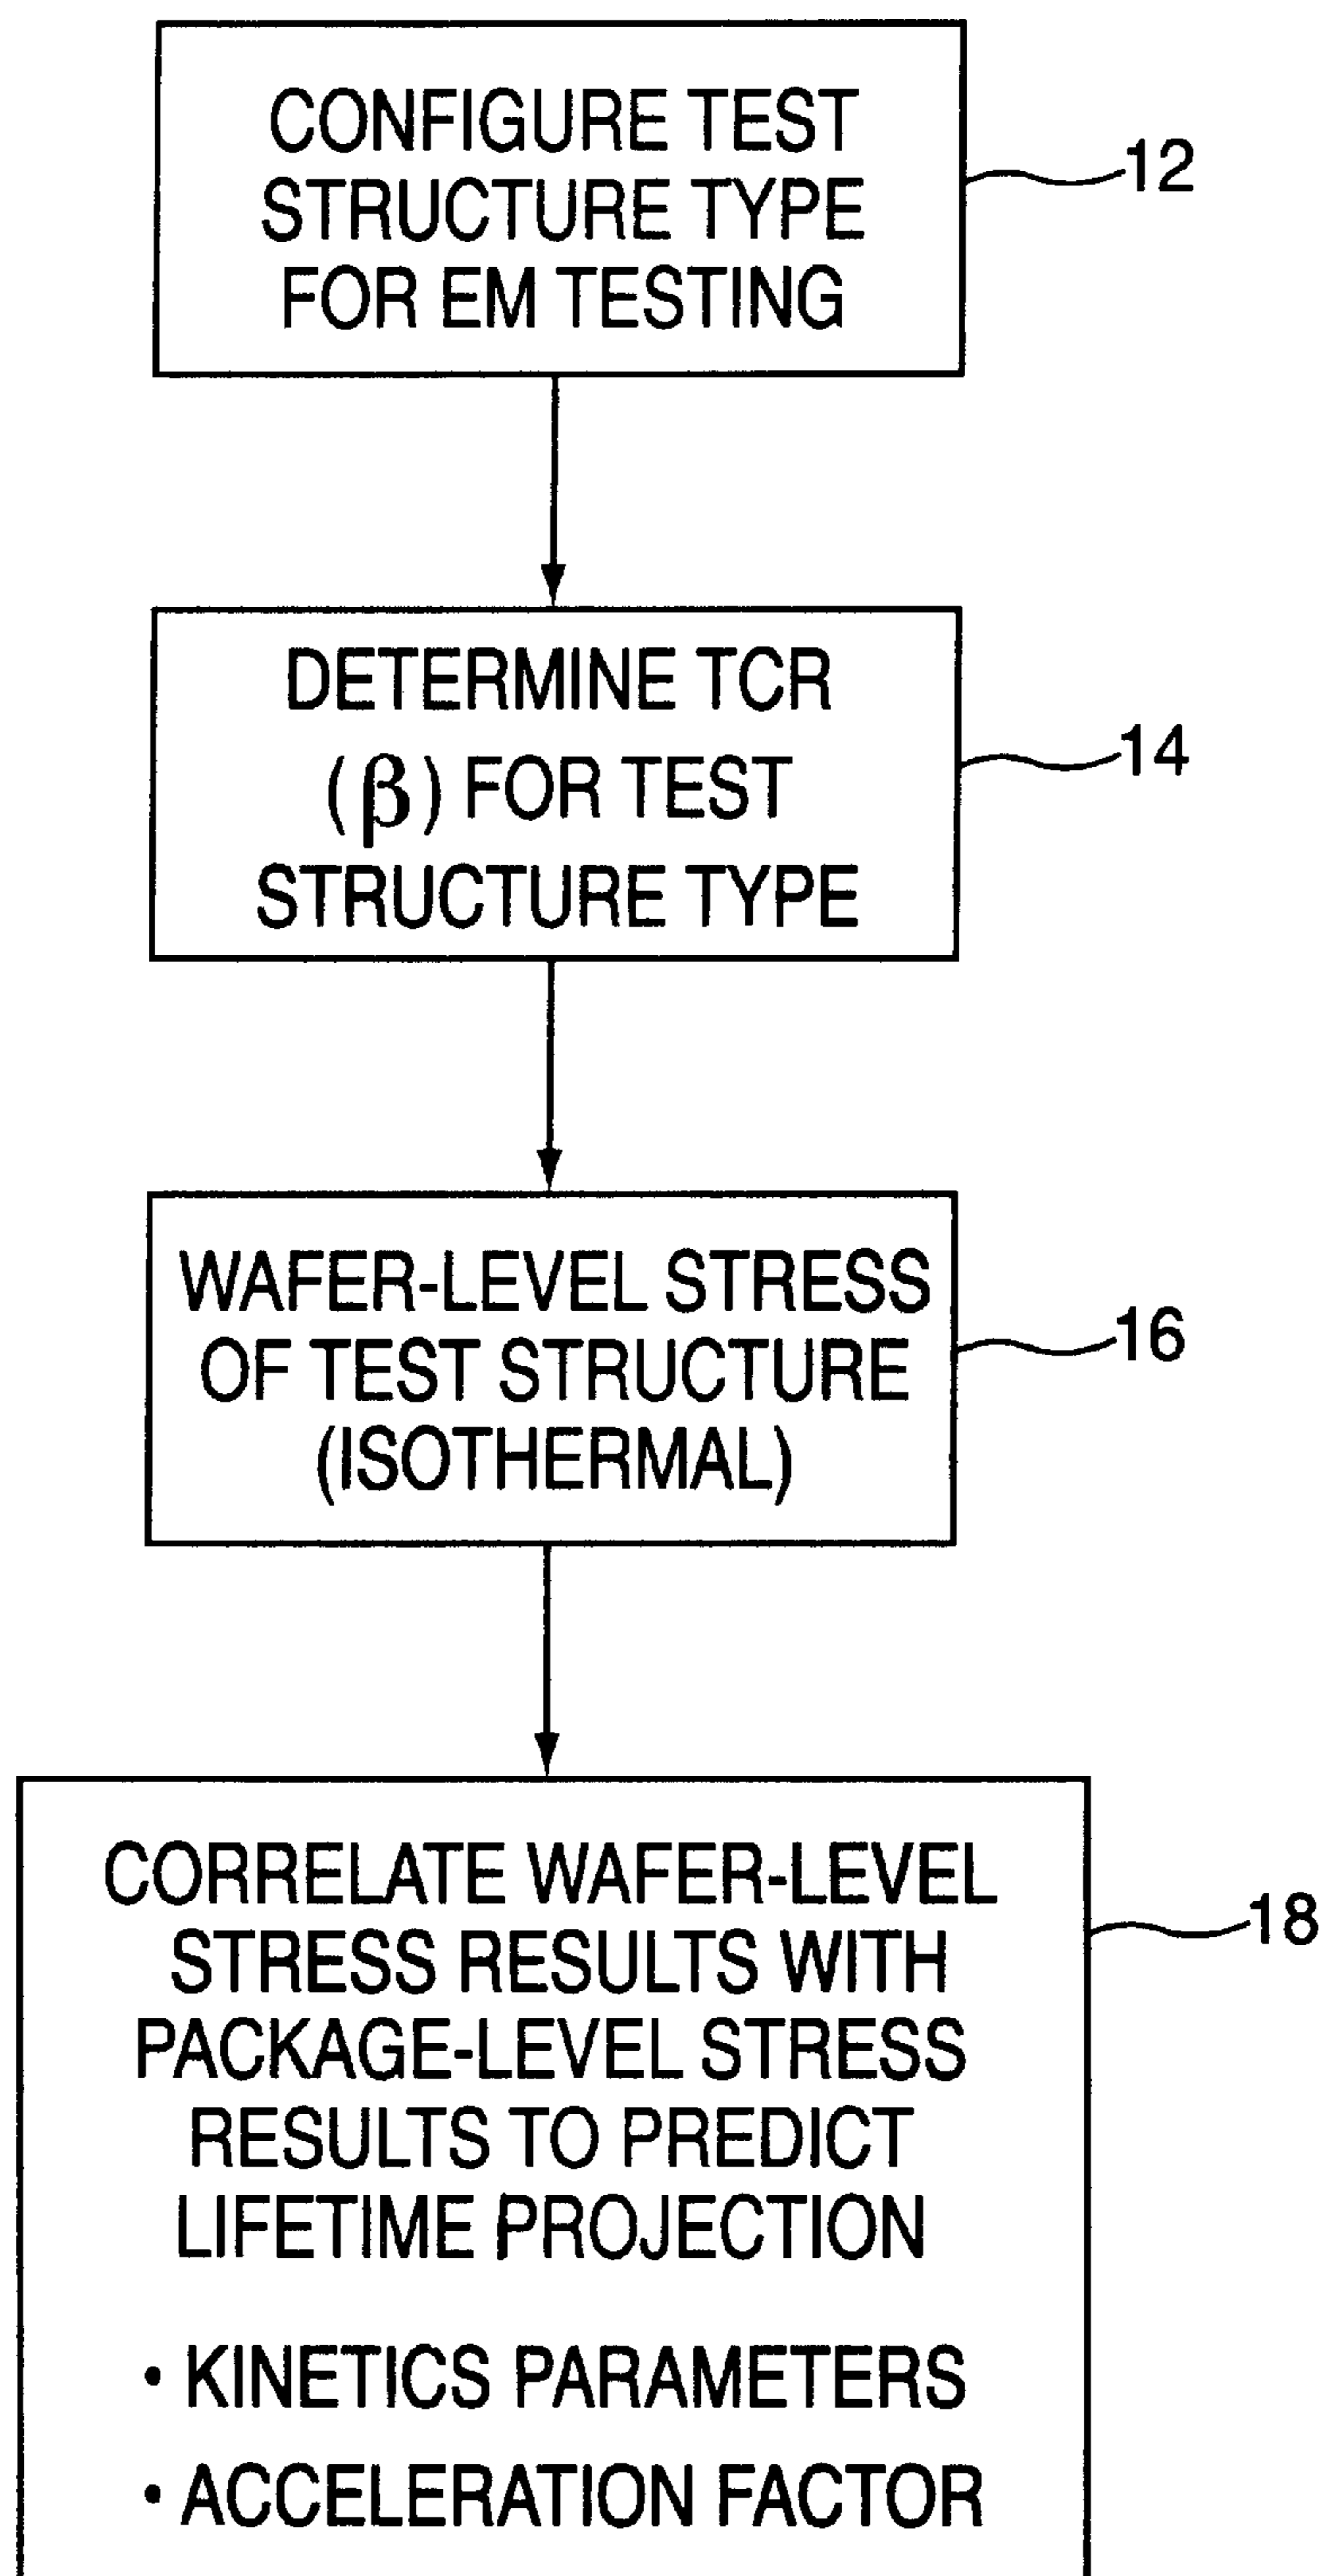 CONFIGURE TEST
STRUCTURE TYPE
FOR EM TESTING
12
DETERMINE TCR
(β) FOR TEST
STRUCTURE TYPE
14
WAFER-LEVEL STRESS
OF TEST STRUCTURE
(ISOTHERMAL)
16
CORRELATE WAFER-LEVEL
STRESS RESULTS WITH
PACKAGE-LEVEL STRESS
RESULTS TO PREDICT
LIFETIME PROJECTION
• KINETICS PARAMETERS
• ACCELERATION FACTOR
18